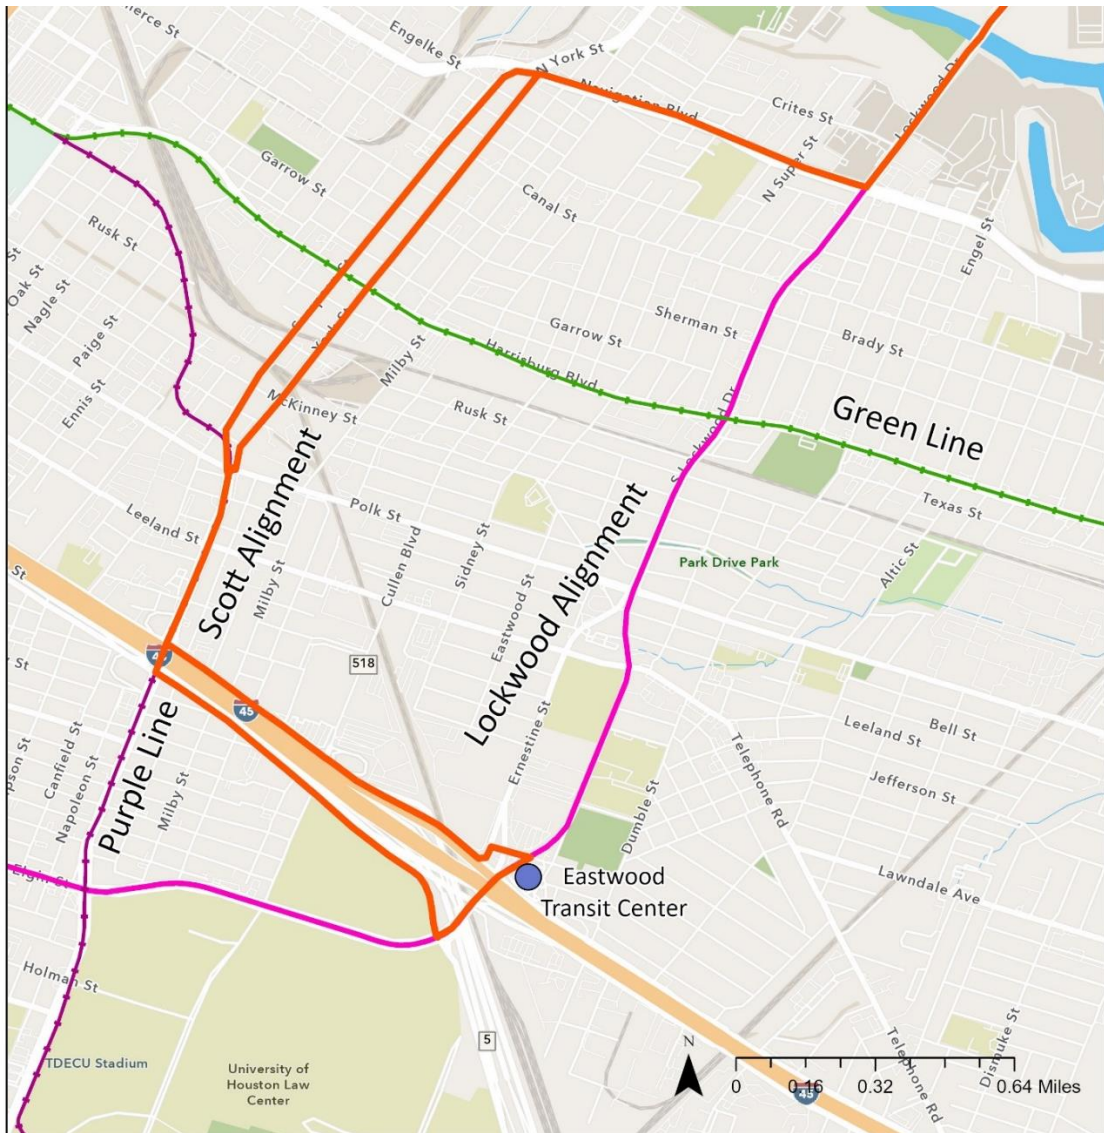 Engelke St
N York St
Navigation Blvd
Crites St
Lockwood Dr
N Super St
Garrow St
Canal St
Engel St
Rusk St
Oak St
Nagle St
Paige St
Ennis St
Sherman St
Garrow St
Brady St
Milby St
Harrisburg Blvd
McKinney St
Rusk St
S Lockwood Dr
Green Line
Texas St
Scott Alignment
Lockwood Alignment
Polk St
Leeland St
Cullen Blvd
Sidney St
Park Drive Park
Altic St
Milby St
Eastwood St
518
45
Purple Line
Canfield St
Napoleon St
Milby St
Ernestine St
Telephone Rd
Leeland St
Bell St
Jefferson St
Dumble St
Elgin St
Eastwood
Transit Center
Lawndale Ave
Holman St
5
N
TDECU Stadium
University of
Houston Law
Center
Telephone Rd
Dismuke St
0 0.16 0.32 0.64 Miles
45